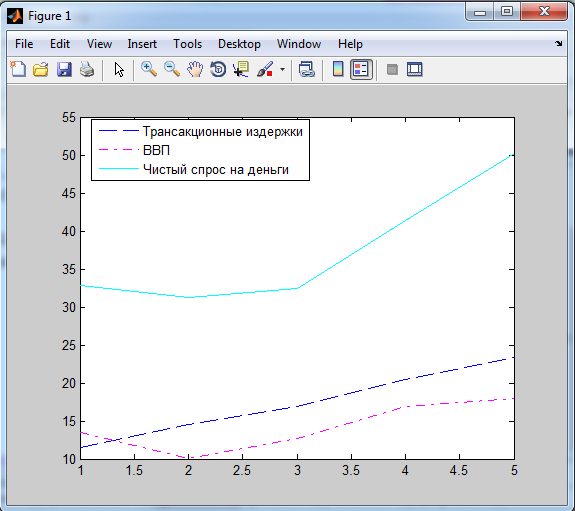 Figure 1
File Edit View Insert Tools Desktop Window Help
55
50
45
40
35
30
25
20
15
10
Трансакционные издержки
ВВП
Чистый спрос на деньги
1 1.5 2 2.5 3 3.5 4 4.5 5